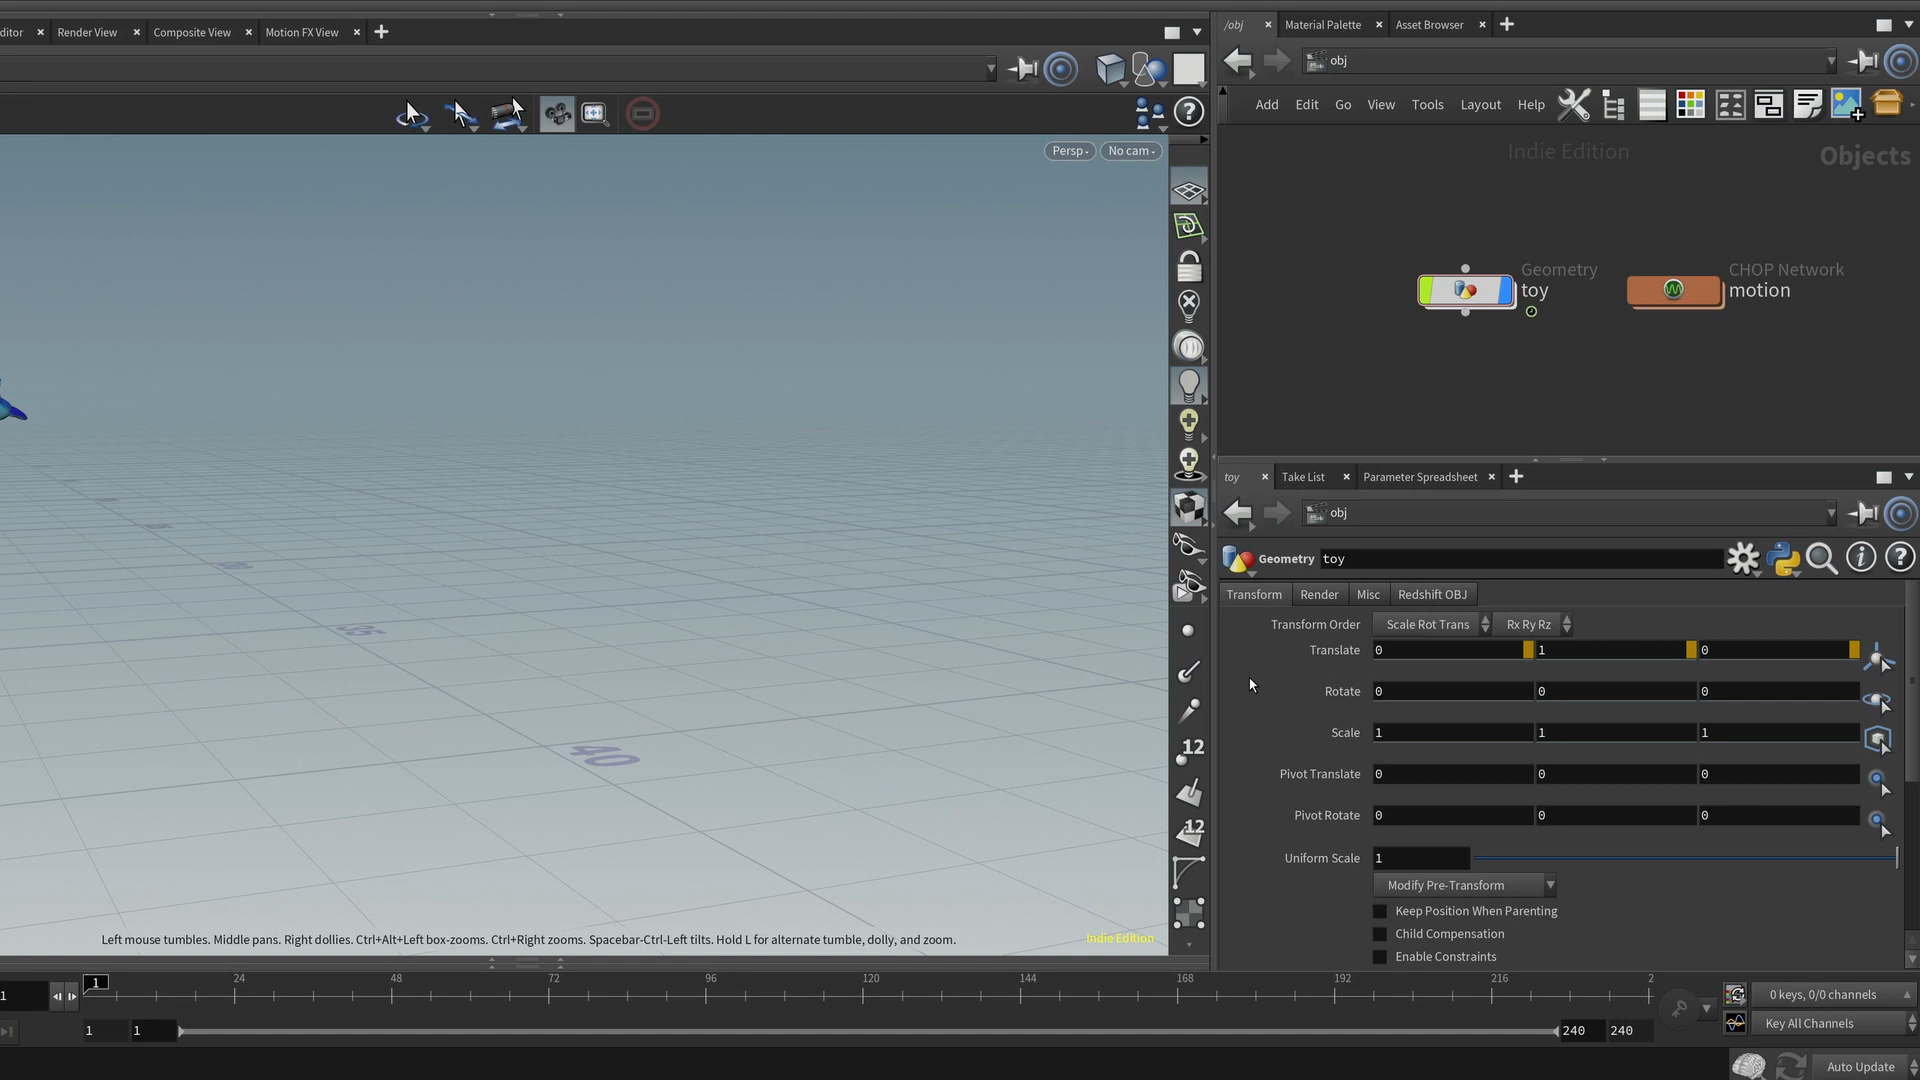 ditor
Render View
Composite View
Motion FX View
/obj
Material Palette
Asset Browser
obj
Add
Edit
Go
View
Tools
Layout
Help
Persp
No cam
Indie Edition
Objects
Geometry
toy
CHOP Network
motion
35
40
12
12
Left mouse tumbles. Middle pans. Right dollies. Ctrl+Alt+Left box-zooms. Ctrl+Right zooms. Spacebar-Ctrl-Left tilts. Hold L for alternate tumble, dolly, and zoom.
Indie Edition
toy
Take List
Parameter Spreadsheet
obj
Geometry toy
Transform
Render
Misc
Redshift OBJ
Transform Order Scale Rot Trans Rx Ry Rz
Translate 0 1 0
Rotate 0 0 0
Scale 1 1 1
Pivot Translate 0 0 0
Pivot Rotate 0 0 0
Uniform Scale 1
Modify Pre-Transform
Keep Position When Parenting
Child Compensation
Enable Constraints
1
1
24 48 72 96 120 144 168 192 216 2
1 1 240 240
0 keys, 0/0 channels
Key All Channels
Auto Update